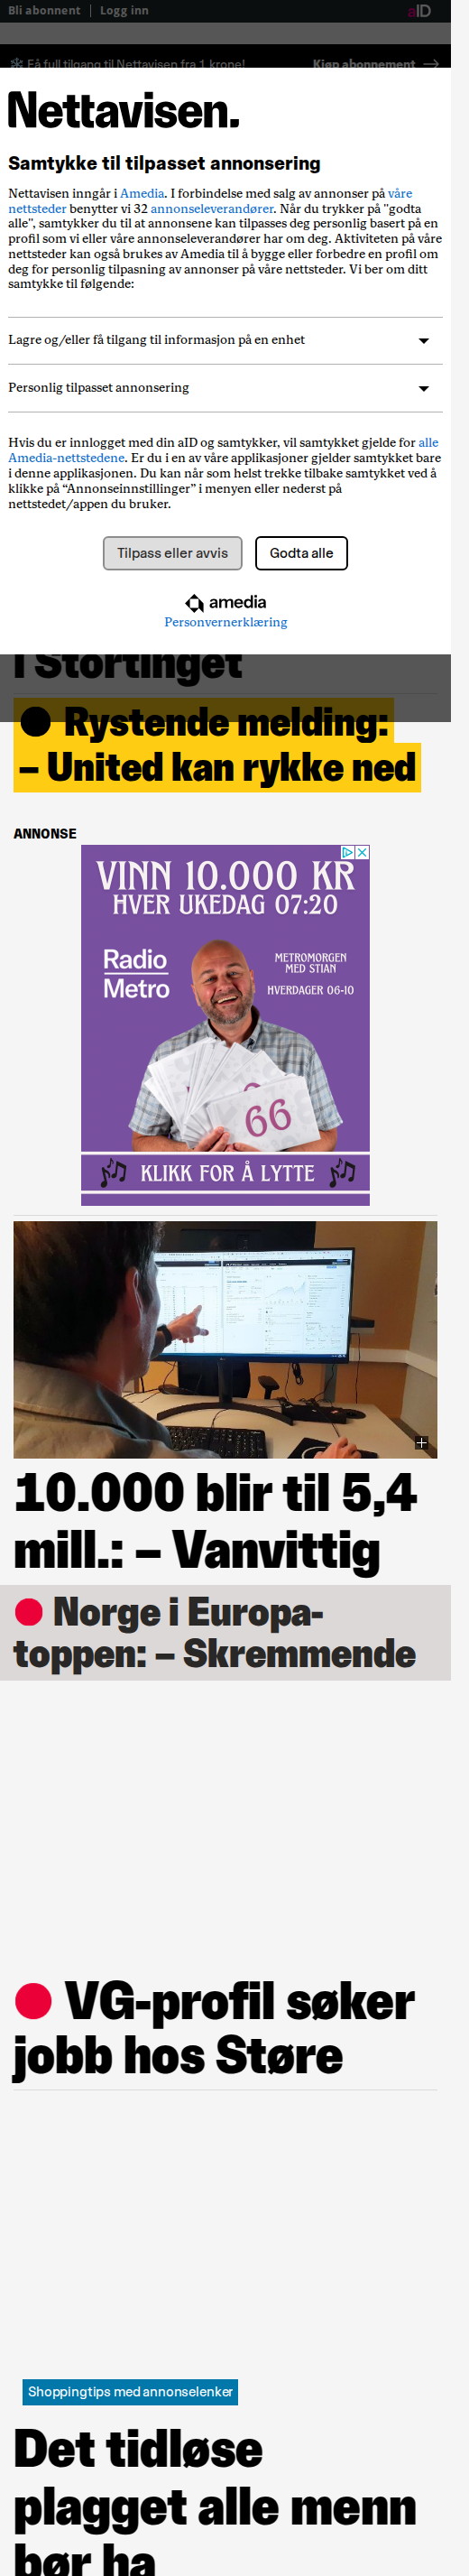 Bli abonnent | Logg inn aID
Få full tilgang til Nettavisen fra 1 krone! Kjøp abonnement →
Nettavisen.
Samtykke til tilpasset annonsering
Nettavisen inngår i Amedia. I forbindelse med salg av annonser på våre
nettsteder benytter vi 32 annonseleverandører. Når du trykker på "godta
alle", samtykker du til at annonsene kan tilpasses deg personlig basert på en
profil som vi eller våre annonseleverandører har om deg. Aktiviteten på våre
nettsteder kan også brukes av Amedia til å bygge eller forbedre en profil om
deg for personlig tilpasning av annonser på våre nettsteder. Vi ber om ditt
samtykke til følgende:
Lagre og/eller få tilgang til informasjon på en enhet
Personlig tilpasset annonsering
Hvis du er innlogget med din aID og samtykker, vil samtykket gjelde for alle
Amedia-nettstedene. Er du i en av våre applikasjoner gjelder samtykket bare
i denne applikasjonen. Du kan når som helst trekke tilbake samtykket ved å
klikke på “Annonseinnstillinger” i menyen eller nederst på
nettstedet/appen du bruker.
Tilpass eller avvis Godta alle
amedia
Personvernerklæring
i Stortinget
Rystende melding:
– United kan rykke ned
ANNONSE
VINN 10.000 KR
HVER UKEDAG 07:20
Radio
Metro
METROMORGEN
MED STIAN
HVERDAGER 06-10
66
KLIKK FOR Å LYTTE
10.000 blir til 5,4
mill.: – Vanvittig
Norge i Europa-
toppen: – Skremmende
VG-profil søker
jobb hos Støre
Shoppingtips med annonselenker
Det tidløse
plagget alle menn
bør ha